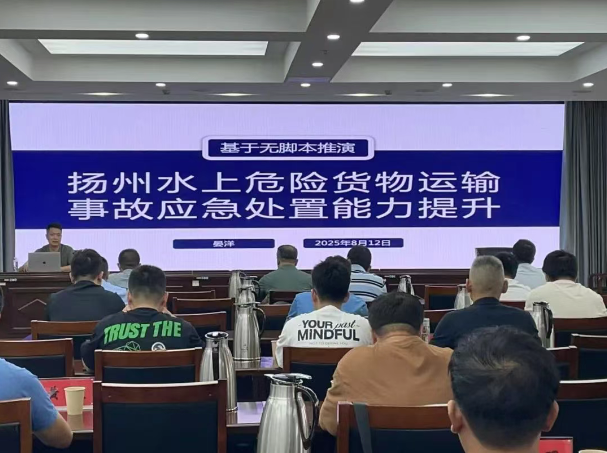 基于无脚本推演
扬州水上危险货物运输
事故应急处置能力提升
晏洋
2025年8月12日
TRUST THE
YOUR past
MINDFUL